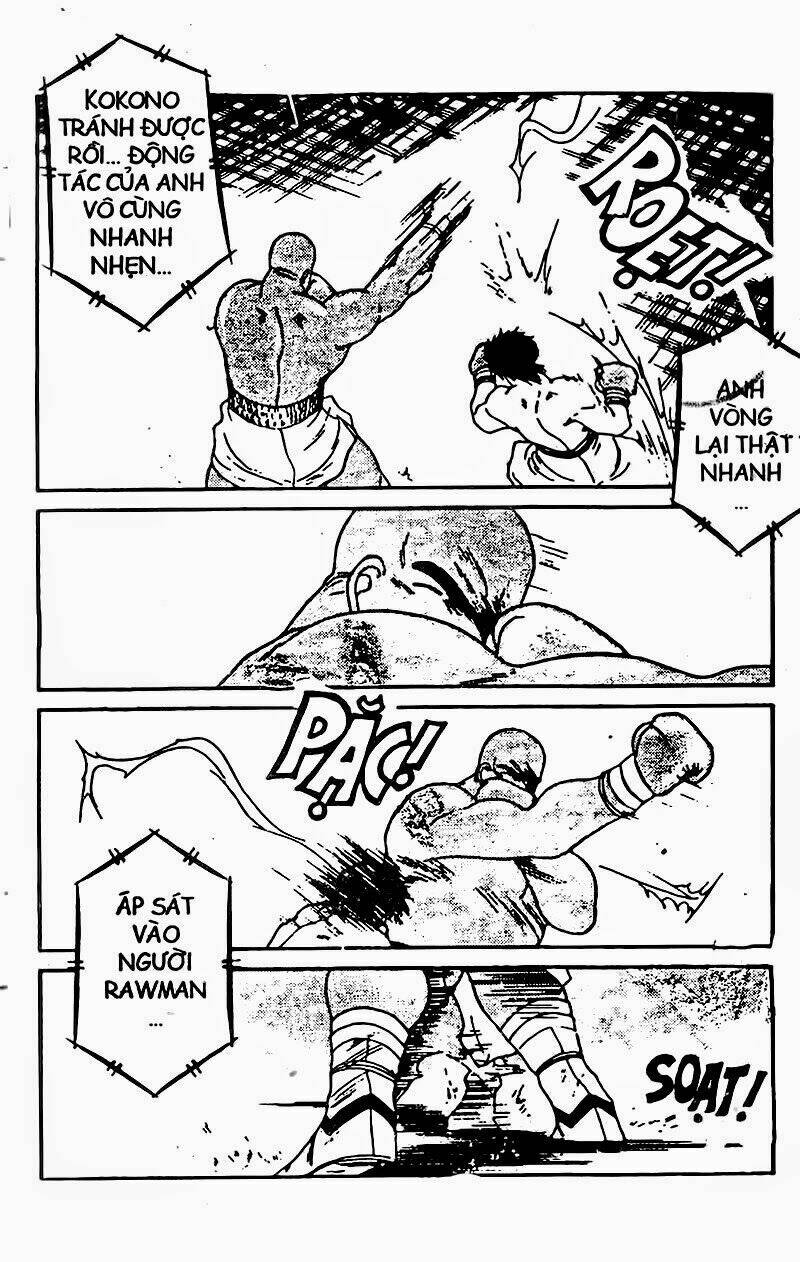 KOKONO
TRÁNH ĐƯỢC
RỒI... ĐỘNG
TÁC CỦA ANH
VÔ CÙNG
NHANH
NHẸN...
ROẸT!
ANH
VÒNG
LẠI THẬT
NHANH
...
PẶC!
ÁP SÁT
VÀO
NGƯỜI
RAWMAN
...
SOẠT!